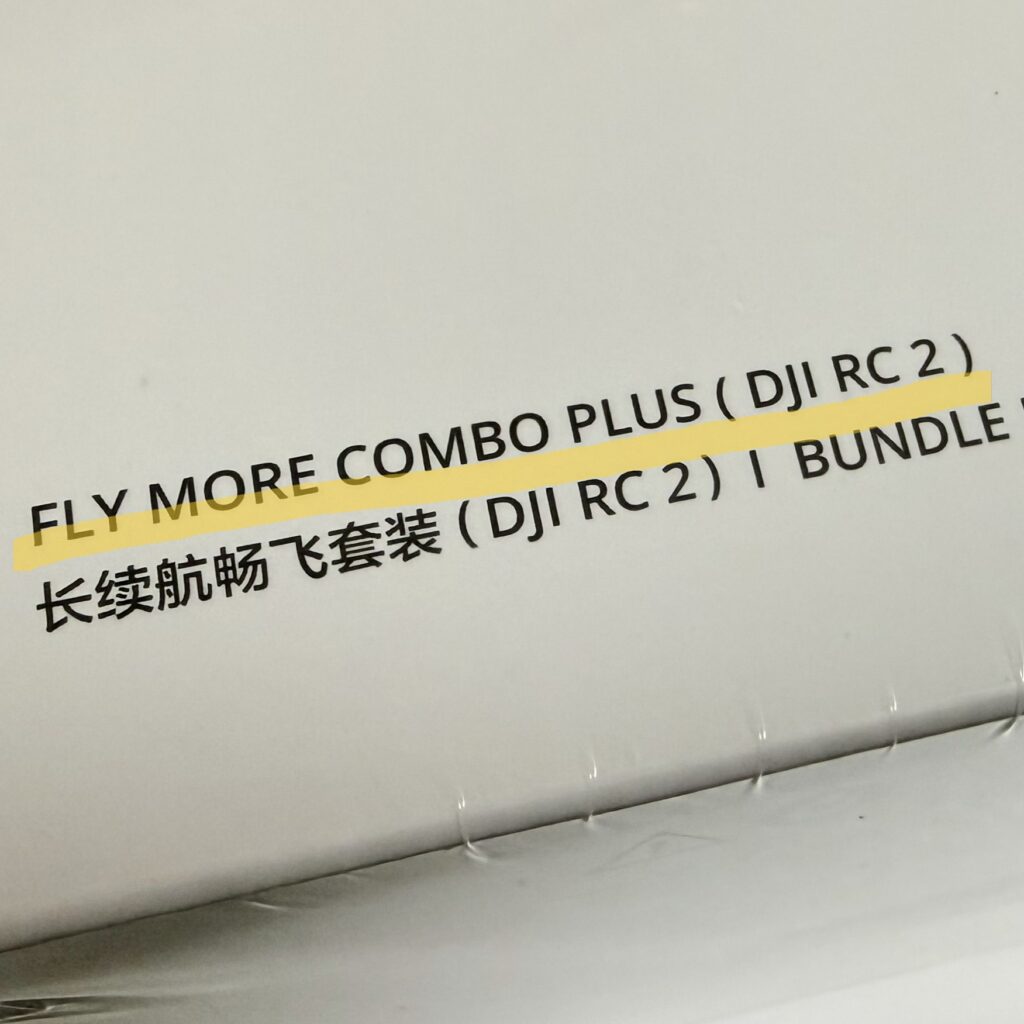 FLY MORE COMBO PLUS ( DJI RC 2 )
长续航畅飞套装 ( DJI RC 2 ) I BUNDLE